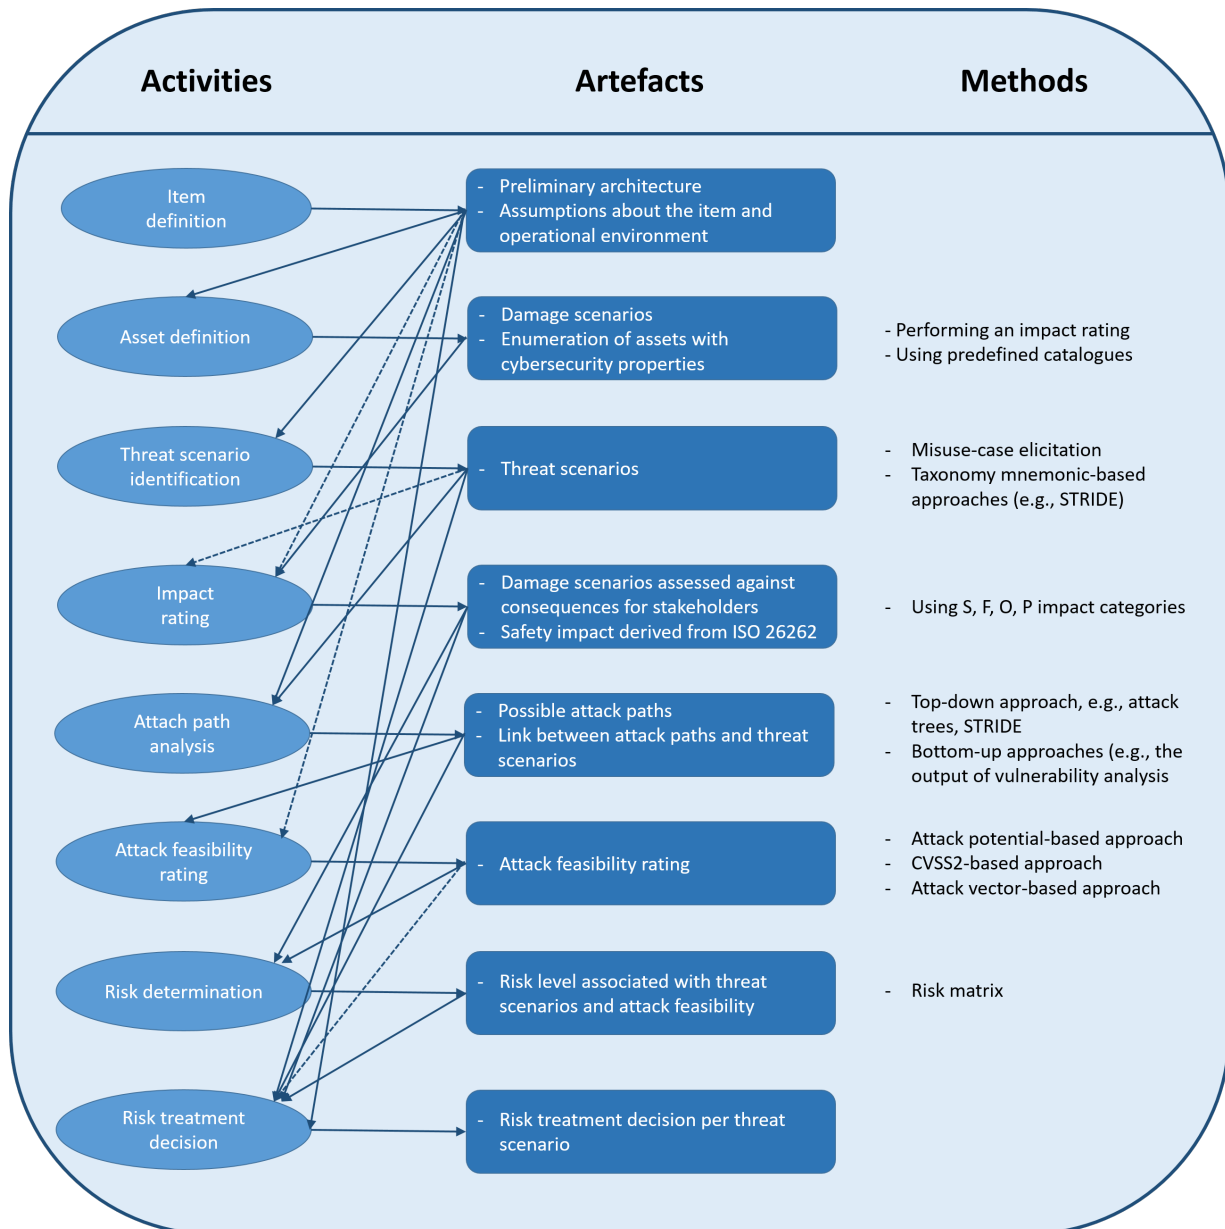 Activities
Artefacts
Methods
Item
definition
- Preliminary architecture
- Assumptions about the item and
operational environment
Asset definition
- Damage scenarios
- Enumeration of assets with
cybersecurity properties
- Performing an impact rating
- Using predefined catalogues
Threat scenario
identification
- Threat scenarios
- Misuse-case elicitation
- Taxonomy mnemonic-based
approaches (e.g., STRIDE)
Impact
rating
- Damage scenarios assessed against
consequences for stakeholders
- Safety impact derived from ISO 26262
- Using S, F, O, P impact categories
Attach path
analysis
- Possible attack paths
- Link between attack paths and threat
scenarios
- Top-down approach, e.g., attack
trees, STRIDE
- Bottom-up approaches (e.g., the
output of vulnerability analysis
Attack feasibility
rating
- Attack feasibility rating
- Attack potential-based approach
- CVSS2-based approach
- Attack vector-based approach
Risk determination
- Risk level associated with threat
scenarios and attack feasibility
- Risk matrix
Risk treatment
decision
- Risk treatment decision per threat
scenario